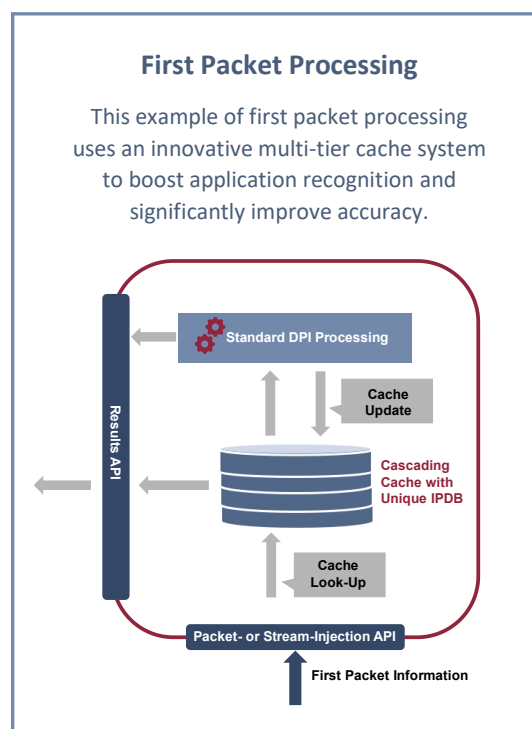 First Packet Processing
This example of first packet processing
uses an innovative multi-tier cache system
to boost application recognition and
significantly improve accuracy.
Standard DPI Processing
Cache
Update
Results API
Cascading
Cache with
Unique IPDB
Cache
Look-Up
Packet- or Stream-Injection API
First Packet Information